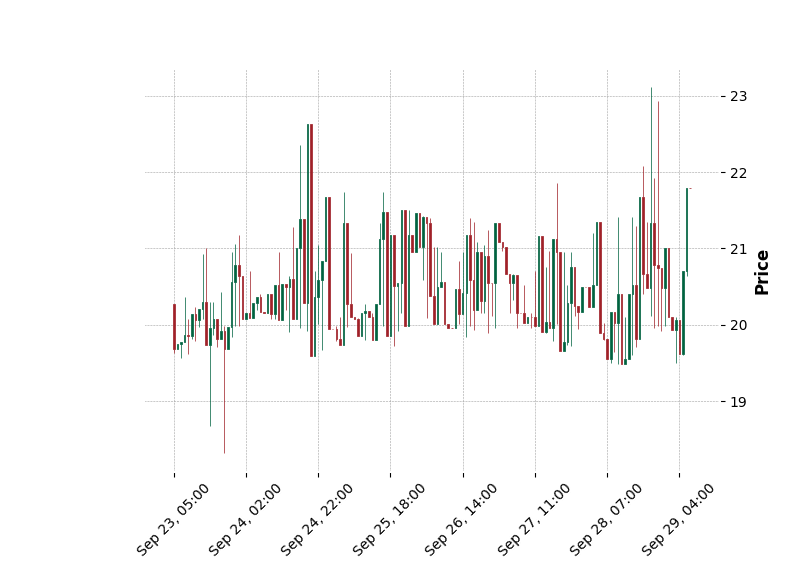 23
22
21
20
19
Price
Sep 23, 05:00
Sep 24, 02:00
Sep 24, 22:00
Sep 25, 18:00
Sep 26, 14:00
Sep 27, 11:00
Sep 28, 07:00
Sep 29, 04:00